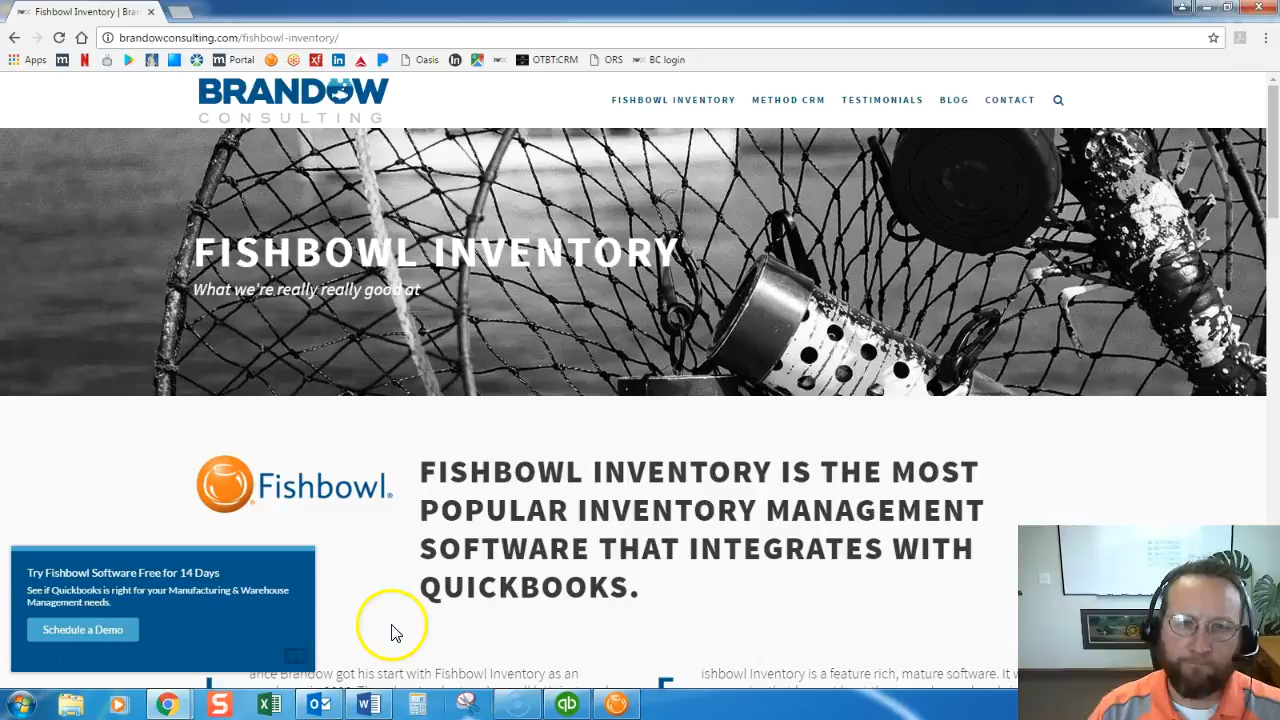 Fishbowl Inventory | Bran
brandowconsulting.com/fishbowl-inventory/
Apps
Portal
Oasis
OTBT:CRM
ORS
BC login
BRANDOW
CONSULTING
FISHBOWL INVENTORY
METHOD CRM
TESTIMONIALS
BLOG
CONTACT
FISHBOWL INVENTORY
What we're really really good at
Fishbowl.
FISHBOWL INVENTORY IS THE MOST
POPULAR INVENTORY MANAGEMENT
SOFTWARE THAT INTEGRATES WITH
QUICKBOOKS.
Try Fishbowl Software Free for 14 Days
See if Quickbooks is right for your Manufacturing & Warehouse
Management needs.
Schedule a Demo
ance Brandow got his start with Fishbowl Inventory as an
ishbowl Inventory is a feature rich, mature software. It w